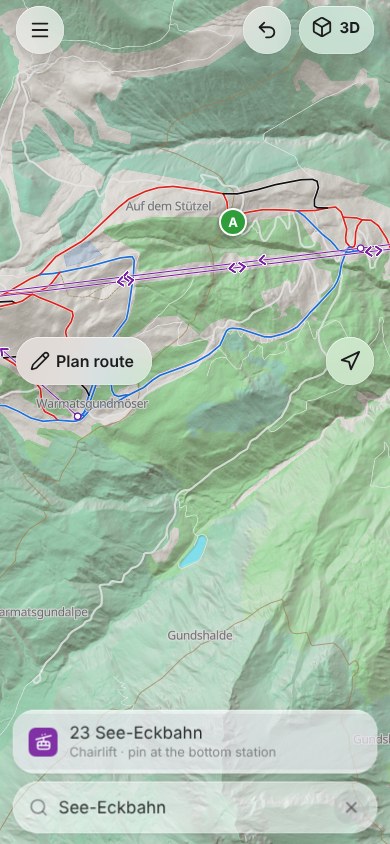 3D
Auf dem Stützel
A
Plan route
Warmatsgundmöser
armatsgundalpe
Gundshalde
23 See-Eckbahn
Chairlift · pin at the bottom station
Gunds
See-Eckbahn